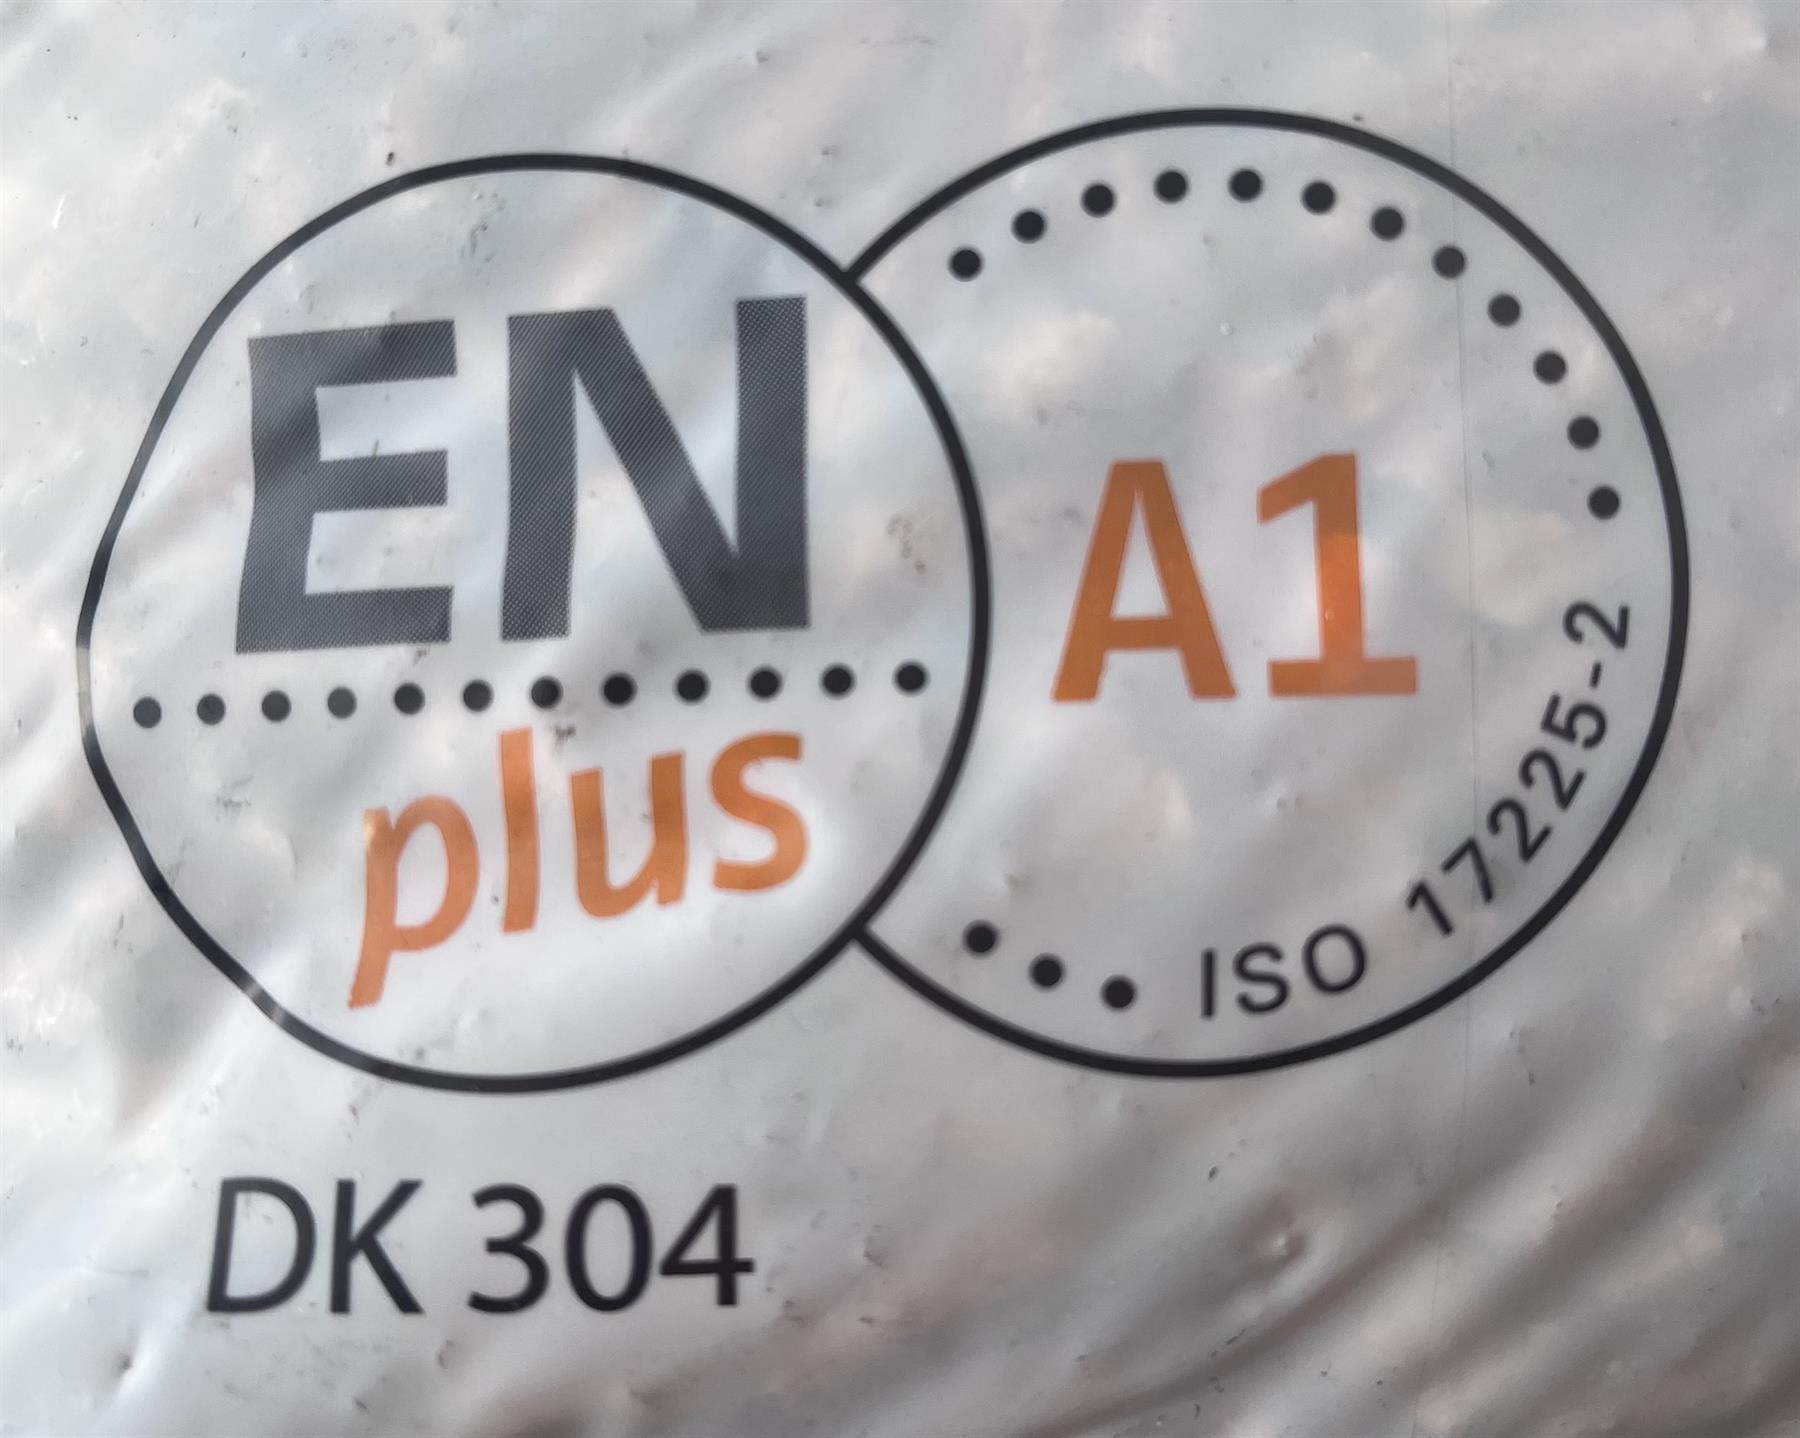 EN
plus
A1
ISO 17225-2
DK 304